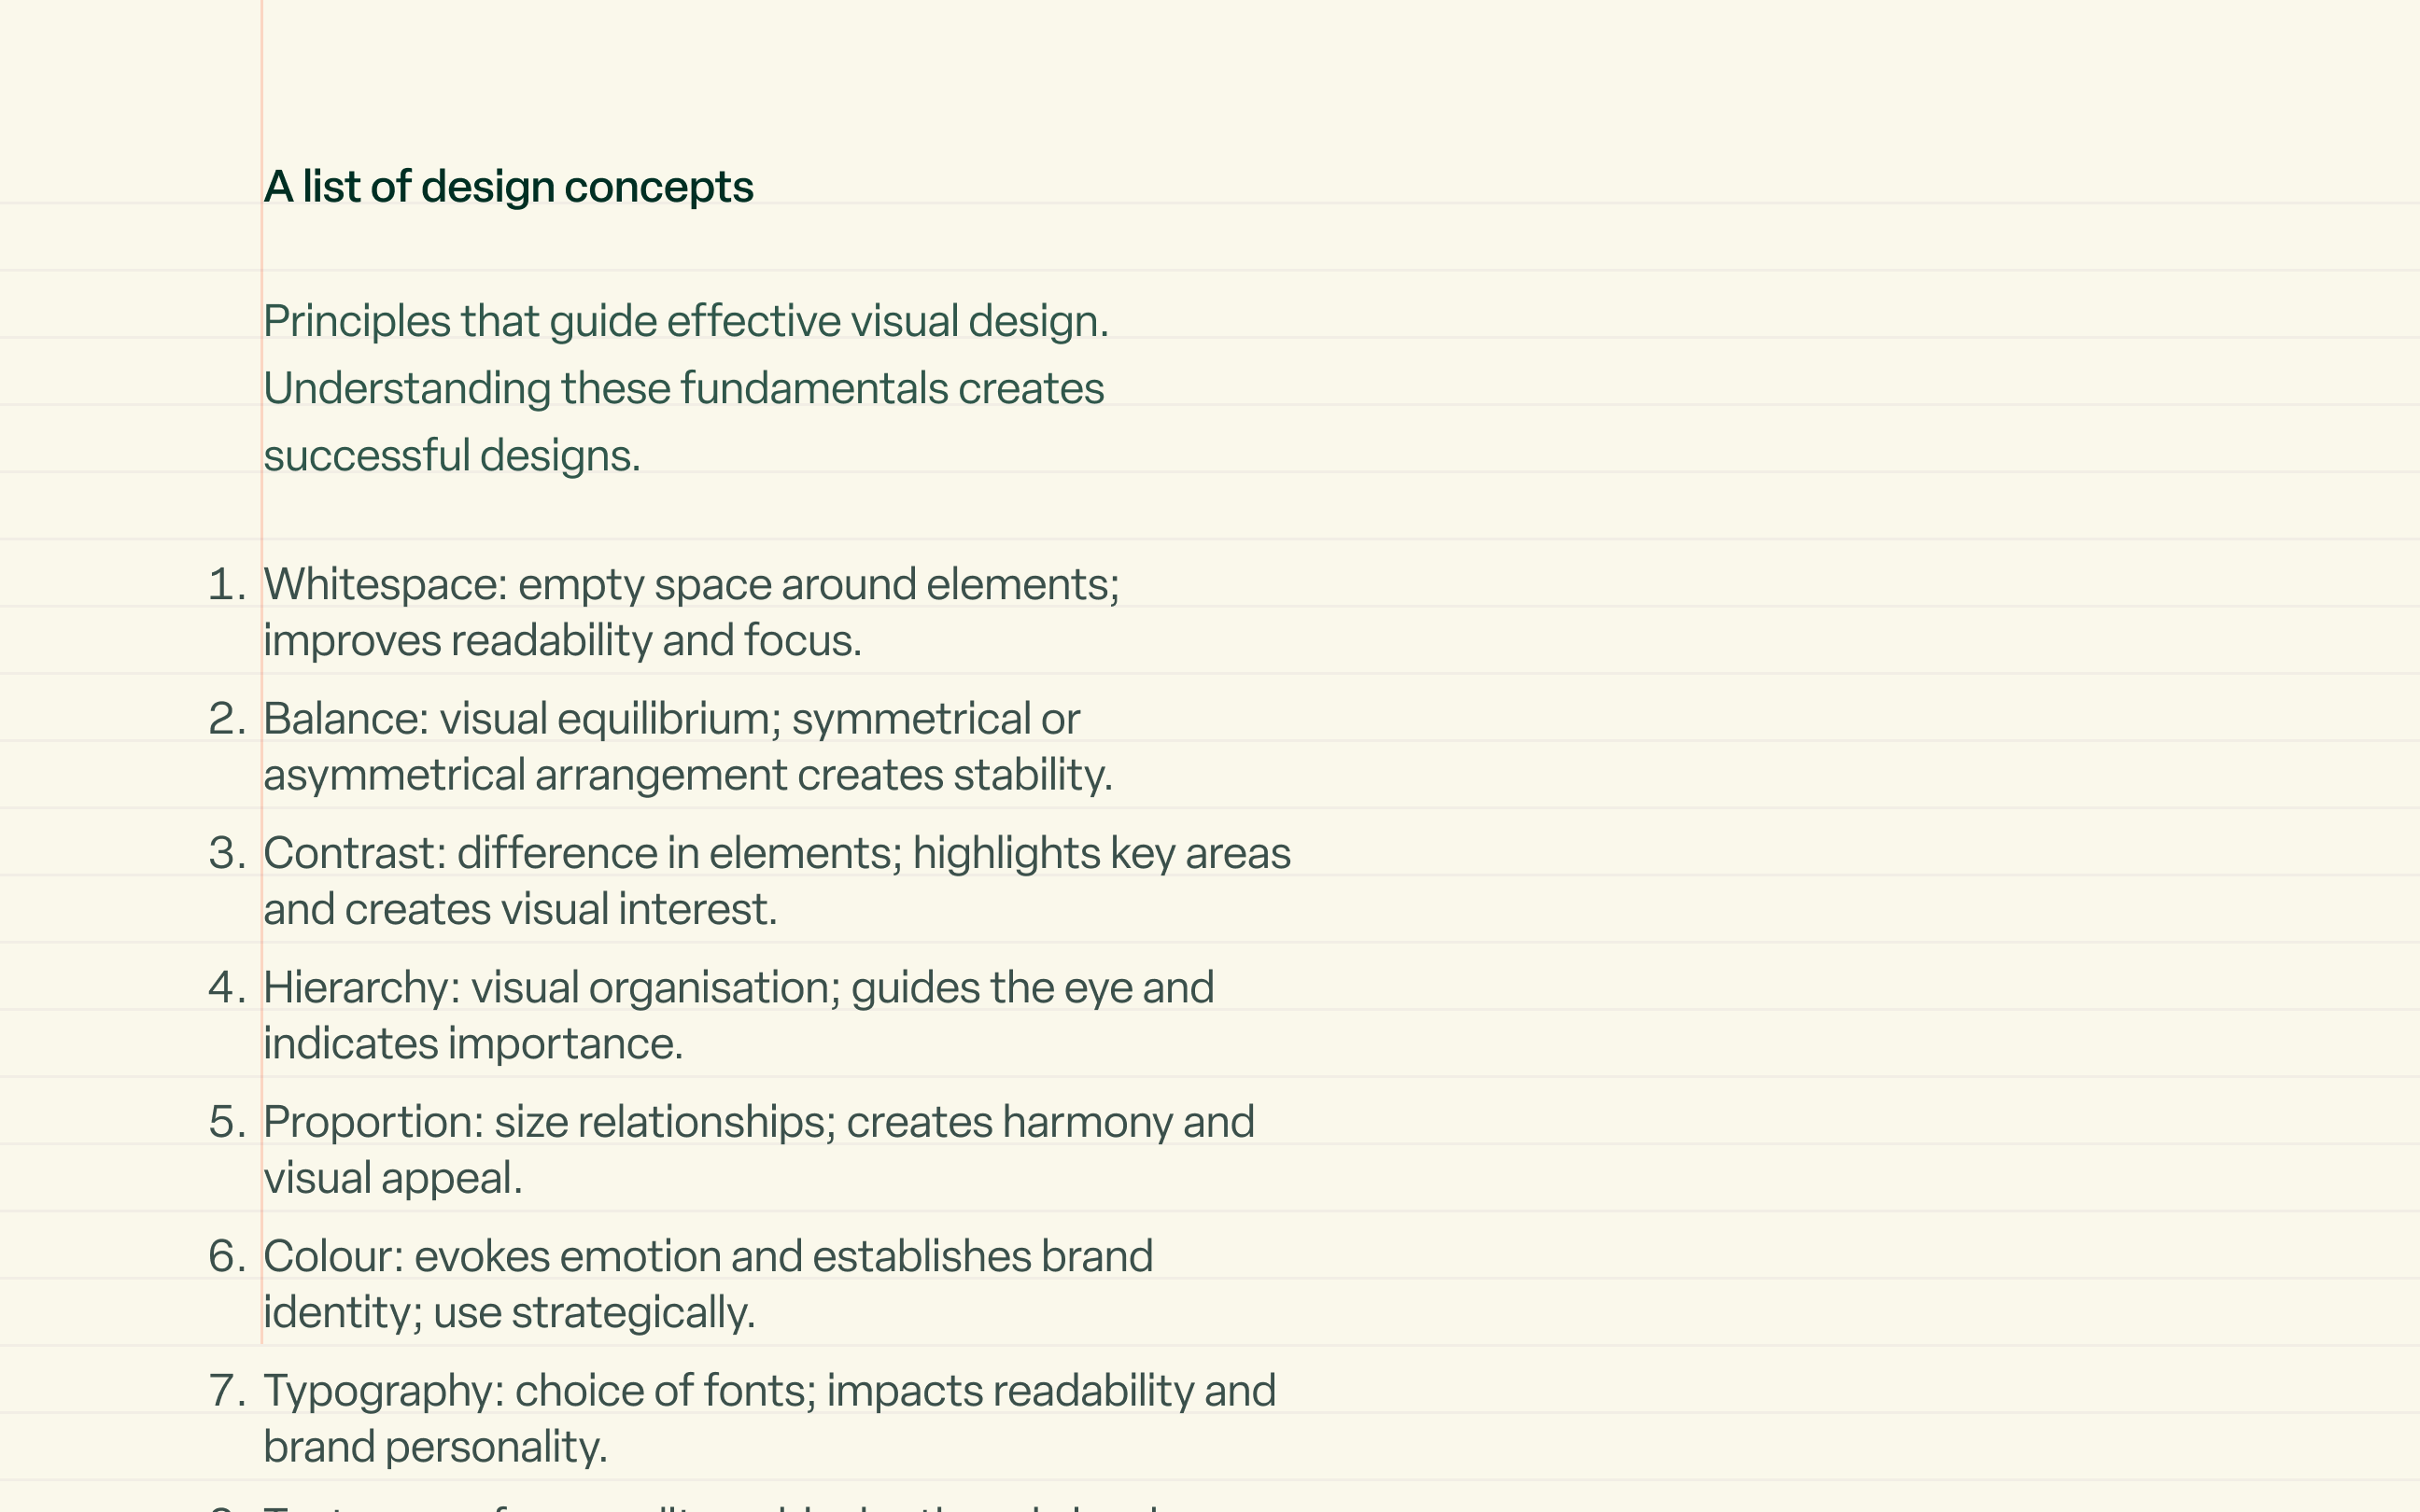 A list of design concepts
Principles that guide effective visual design.
Understanding these fundamentals creates
successful designs.
1. Whitespace: empty space around elements;
improves readability and focus.
2. Balance: visual equilibrium; symmetrical or
asymmetrical arrangement creates stability.
3. Contrast: difference in elements; highlights key areas
and creates visual interest.
4. Hierarchy: visual organisation; guides the eye and
indicates importance.
5. Proportion: size relationships; creates harmony and
visual appeal.
6. Colour: evokes emotion and establishes brand
identity; use strategically.
7. Typography: choice of fonts; impacts readability and
brand personality.